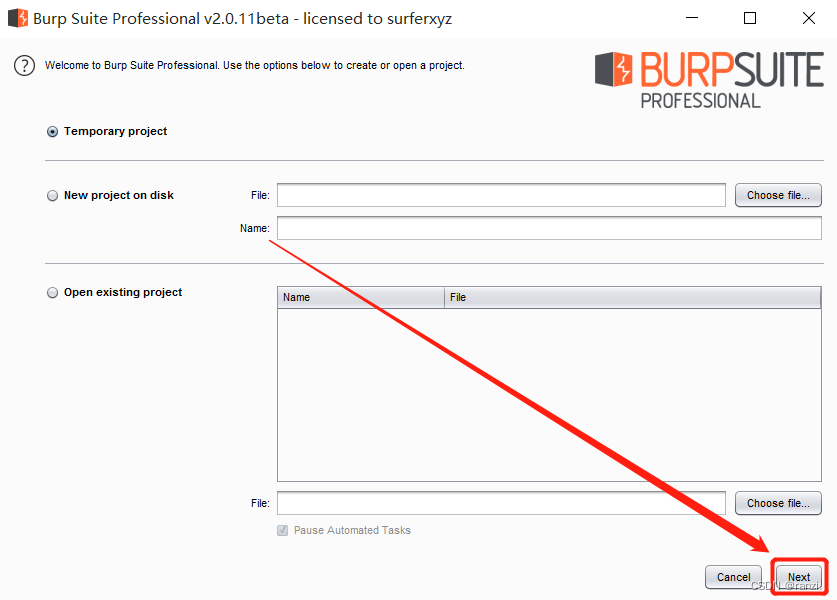 Burp Suite Professional v2.0.11beta - licensed to surferxyz
Welcome to Burp Suite Professional. Use the options below to create or open a project.
BURPSUITE
PROFESSIONAL
Temporary project
New project on disk
File:
Choose file...
Name:
Open existing project
Name
File
File:
Choose file...
Pause Automated Tasks
Cancel
Next
CSDN @ranzi.